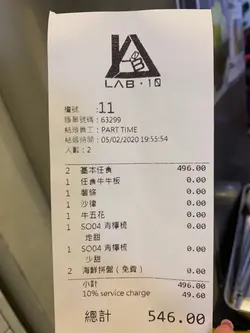 LAB·10
檯號 :11
賬單號碼 : 63299
結賬員工 : PART TIME
結賬時間 : 05/02/2020 19:55:54
人數 : 2
2 基本任食 496.00
1 任食牛牛板 0.00
1 薯條 0.00
1 沙律 0.00
1 牛五花 0.00
1 SO04 青檸梳 0.00
走甜
1 SO04 青檸梳 0.00
少甜
2 海鮮拼盤（免費） 0.00
小計 496.00
10% service charge 49.60
總計 546.00